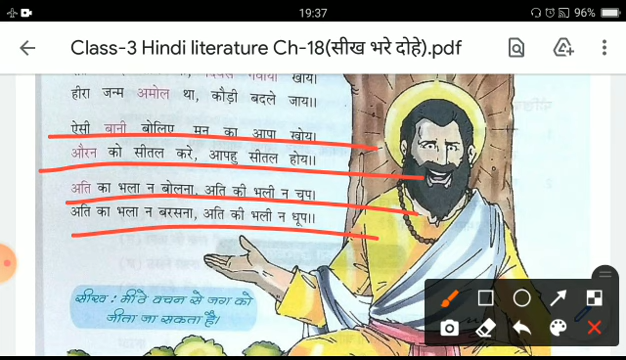 19:37
96%
Class-3 Hindi literature Ch-18(सीख भरे दोहे).pdf
खाय।
हीरा जन्म अमोल था, कौड़ी बदले जाय।।
ऐसी बानी बोलिए मन का आपा खोय।
औरन को सीतल करे, आपहु सीतल होय।।
अति का भला न बोलना, अति की भली न चूप।
अति का भला न बरसना, अति की भली न धूप।।
सीख : मीठे वचन से जग को
जीता जा सकता है।